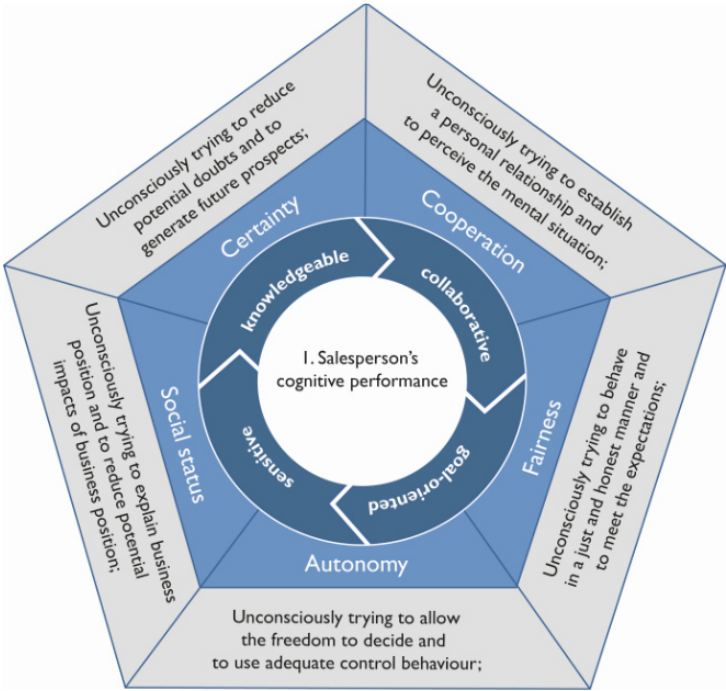 Unconsciously trying to reduce
potential doubts and to
generate future prospects;
Certainty
Unconsciously trying to establish
a personal relationship and
to perceive the mental situation;
Cooperation
knowledgeable
collaborative
1. Salesperson's
cognitive performance
sensitive
goal-oriented
Social status
Unconsciously trying to explain business
position and to reduce potential
impacts of business position;
Fairness
Unconsciously trying to behave
in a just and honest manner and
to meet the expectations;
Autonomy
Unconsciously trying to allow
the freedom to decide and
to use adequate control behaviour;